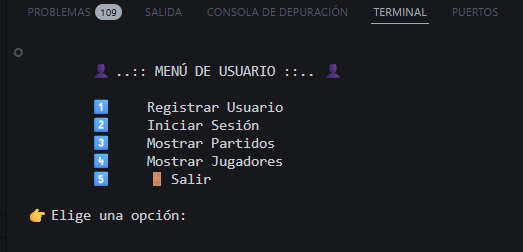 PROBLEMAS 109 SALIDA CONSOLA DE DEPURACIÓN TERMINAL PUERTOS
👤 ..:: MENÚ DE USUARIO ::.. 👤
1️⃣ Registrar Usuario
2️⃣ Iniciar Sesión
3️⃣ Mostrar Partidos
4️⃣ Mostrar Jugadores
5️⃣ 🚪 Salir
👉 Elige una opción: